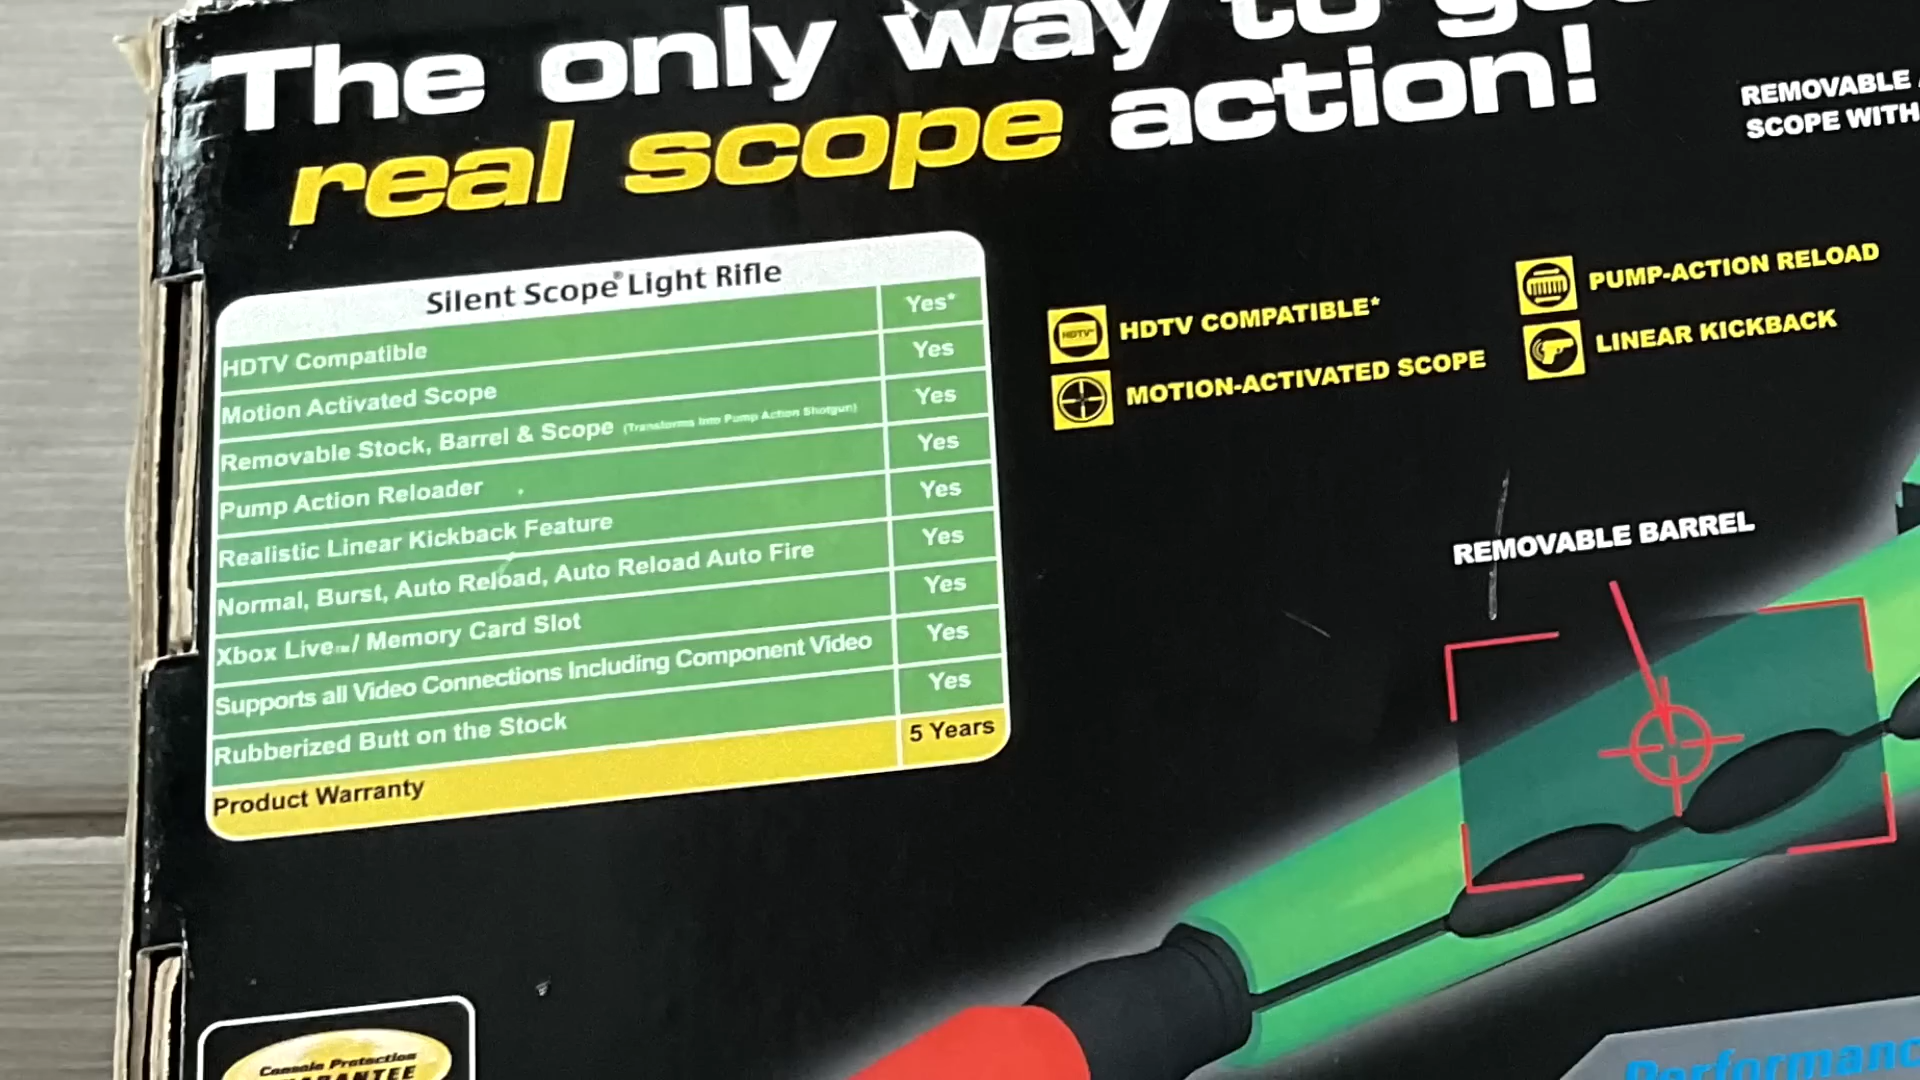 The only way to
real scope action!
REMOVABLE
SCOPE WITH
Silent Scope® Light Rifle
HDTV Compatible Yes*
Motion Activated Scope Yes
Removable Stock, Barrel & Scope (Transforms Into Pump Action Shotgun) Yes
Pump Action Reloader Yes
Realistic Linear Kickback Feature Yes
Normal, Burst, Auto Reload, Auto Reload Auto Fire Yes
Xbox Live™/ Memory Card Slot Yes
Supports all Video Connections Including Component Video Yes
Rubberized Butt on the Stock Yes
Product Warranty 5 Years
HDTV
HDTV COMPATIBLE*
MOTION-ACTIVATED SCOPE
PUMP-ACTION RELOAD
LINEAR KICKBACK
REMOVABLE BARREL
Console Protection